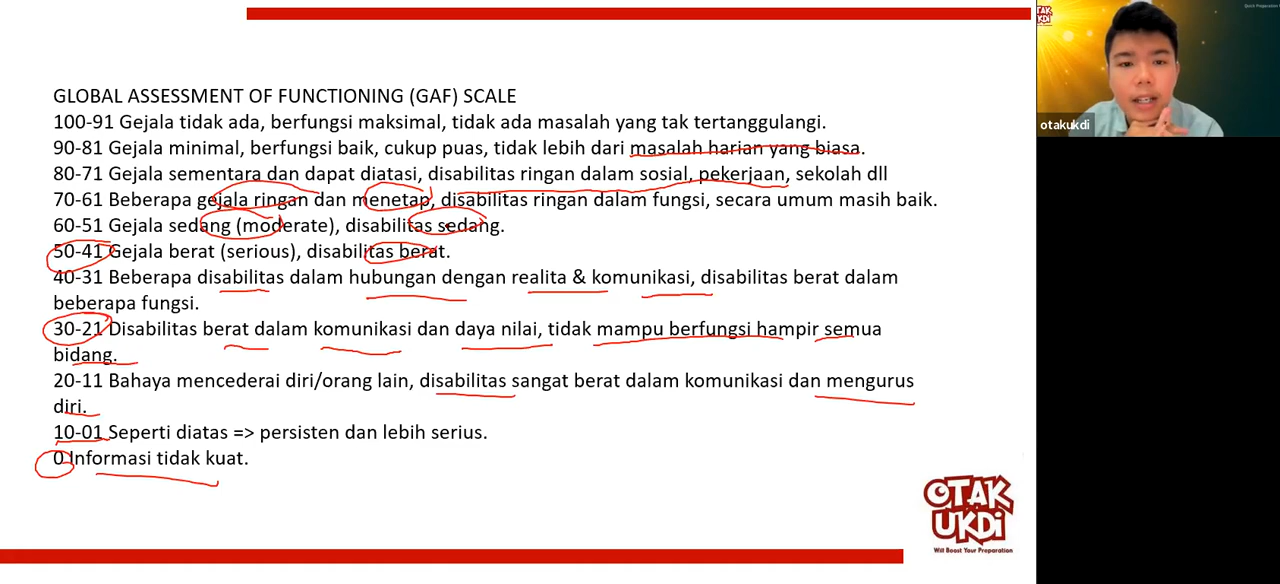 GLOBAL ASSESSMENT OF FUNCTIONING (GAF) SCALE
100-91 Gejala tidak ada, berfungsi maksimal, tidak ada masalah yang tak tertanggulangi.
90-81 Gejala minimal, berfungsi baik, cukup puas, tidak lebih dari masalah harian yang biasa.
80-71 Gejala sementara dan dapat diatasi, disabilitas ringan dalam sosial, pekerjaan, sekolah dll
70-61 Beberapa gejala ringan dan menetap, disabilitas ringan dalam fungsi, secara umum masih baik.
60-51 Gejala sedang (moderate), disabilitas sedang.
50-41 Gejala berat (serious), disabilitas berat.
40-31 Beberapa disabilitas dalam hubungan dengan realita & komunikasi, disabilitas berat dalam
beberapa fungsi.
30-21 Disabilitas berat dalam komunikasi dan daya nilai, tidak mampu berfungsi hampir semua
bidang.
20-11 Bahaya mencederai diri/orang lain, disabilitas sangat berat dalam komunikasi dan mengurus
diri.
10-01 Seperti diatas => persisten dan lebih serius.
0 Informasi tidak kuat.
OTAK
UKDI
Will Boost Your Preparation
otakukdi